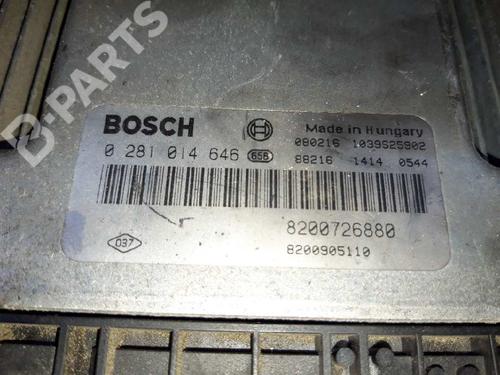 D-PARTS
BOSCH
Made in Hungary
080216 1039S25902
0 281 014 646 656
88216 1414 0544
8200726880
037
8200905110